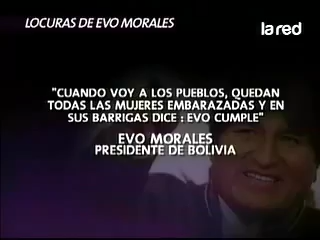 LOCURAS DE EVO MORALES
la red
"CUANDO VOY A LOS PUEBLOS, QUEDAN
TODAS LAS MUJERES EMBARAZADAS Y EN
SUS BARRIGAS DICE : EVO CUMPLE"
EVO MORALES
PRESIDENTE DE BOLIVIA